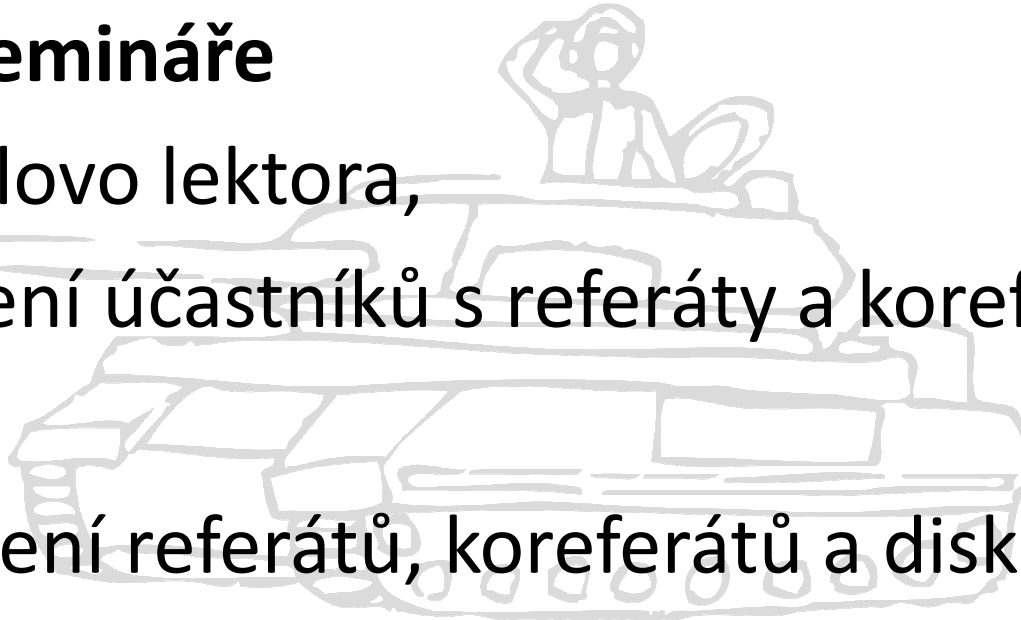 emináře
lovo lektora,
ení účastníků s referáty a koref
ení referátů, koreferátů a disk